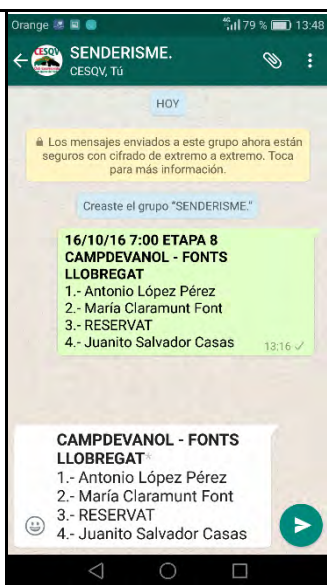 Orange 79 % 13:48
CESQV SENDERISME.
CESQV, Tú
HOY
Los mensajes enviados a este grupo ahora están
seguros con cifrado de extremo a extremo. Toca
para más información.
Creaste el grupo "SENDERISME."
16/10/16 7:00 ETAPA 8
CAMPDEVANOL - FONTS
LLOBREGAT
1.- Antonio López Pérez
2.- María Claramunt Font
3.- RESERVAT
4.- Juanito Salvador Casas 13:16
CAMPDEVANOL - FONTS
LLOBREGAT*
1.- Antonio López Pérez
2.- María Claramunt Font
3.- RESERVAT
4.- Juanito Salvador Casas